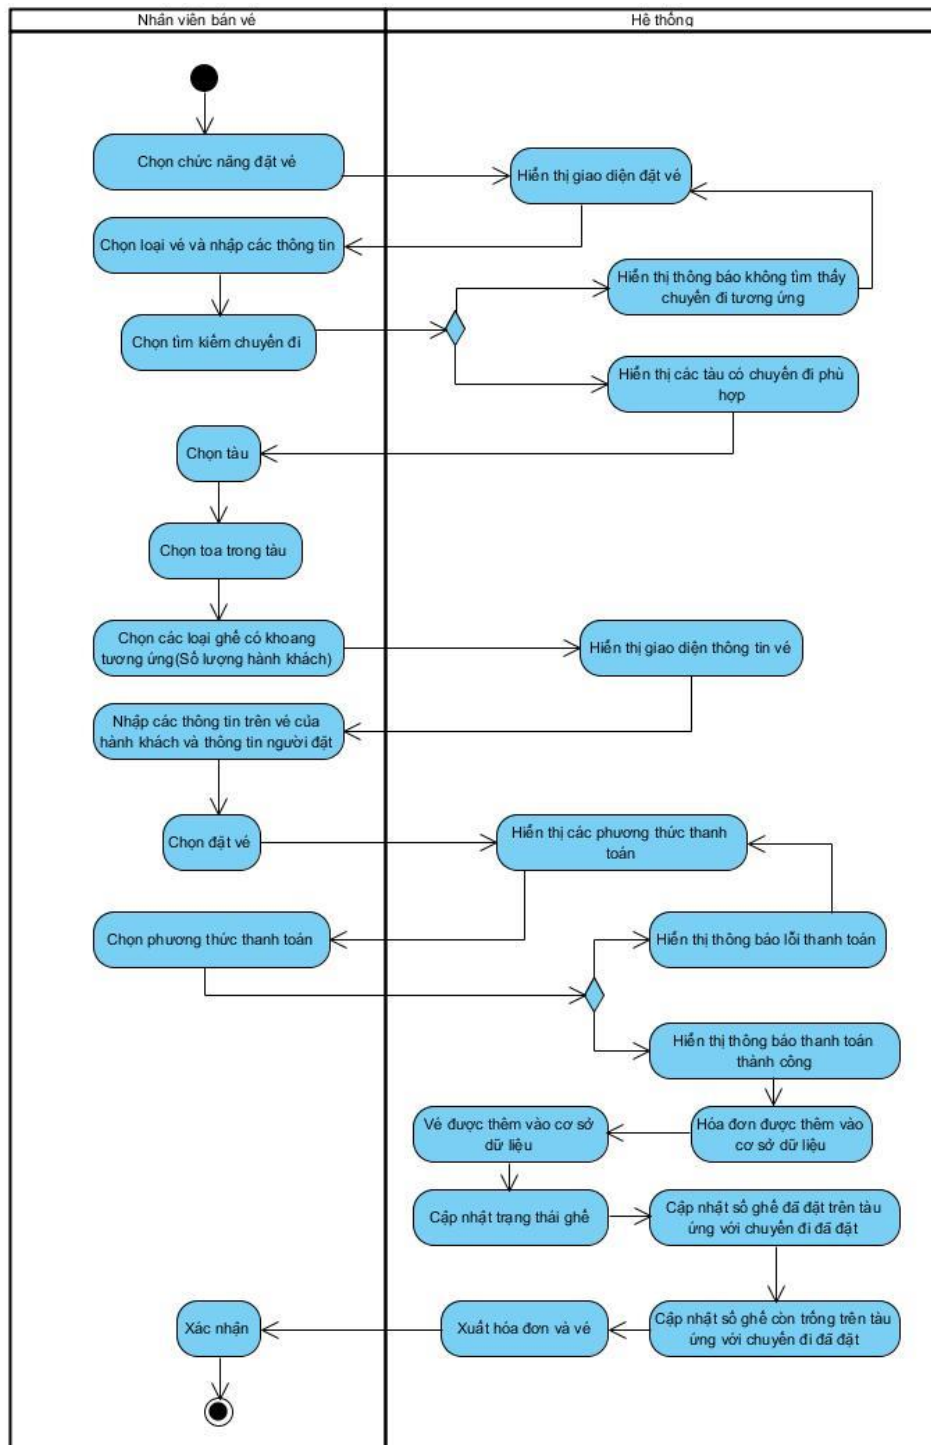 Nhân viên bán vé
Hệ thống
Chọn chức năng đặt vé
Hiển thị giao diện đặt vé
Chọn loại vé và nhập các thông tin
Hiển thị thông báo không tìm thấy
chuyến đi tương ứng
Chọn tìm kiếm chuyến đi
Hiển thị các tàu có chuyến đi phù
hợp
Chọn tàu
Chọn toa trong tàu
Chọn các loại ghế có khoang
tương ứng(Số lượng hành khách)
Hiển thị giao diện thông tin vé
Nhập các thông tin trên vé của
hành khách và thông tin người đặt
Chọn đặt vé
Hiển thị các phương thức thanh
toán
Chọn phương thức thanh toán
Hiển thị thông báo lỗi thanh toán
Hiển thị thông báo thanh toán
thành công
Hóa đơn được thêm vào
cơ sở dữ liệu
Vé được thêm vào cơ sở
dữ liệu
Cập nhật trạng thái ghế
Cập nhật số ghế đã đặt trên tàu
ứng với chuyến đi đã đặt
Cập nhật số ghế còn trống trên tàu
ứng với chuyến đi đã đặt
Xuất hóa đơn và vé
Xác nhận